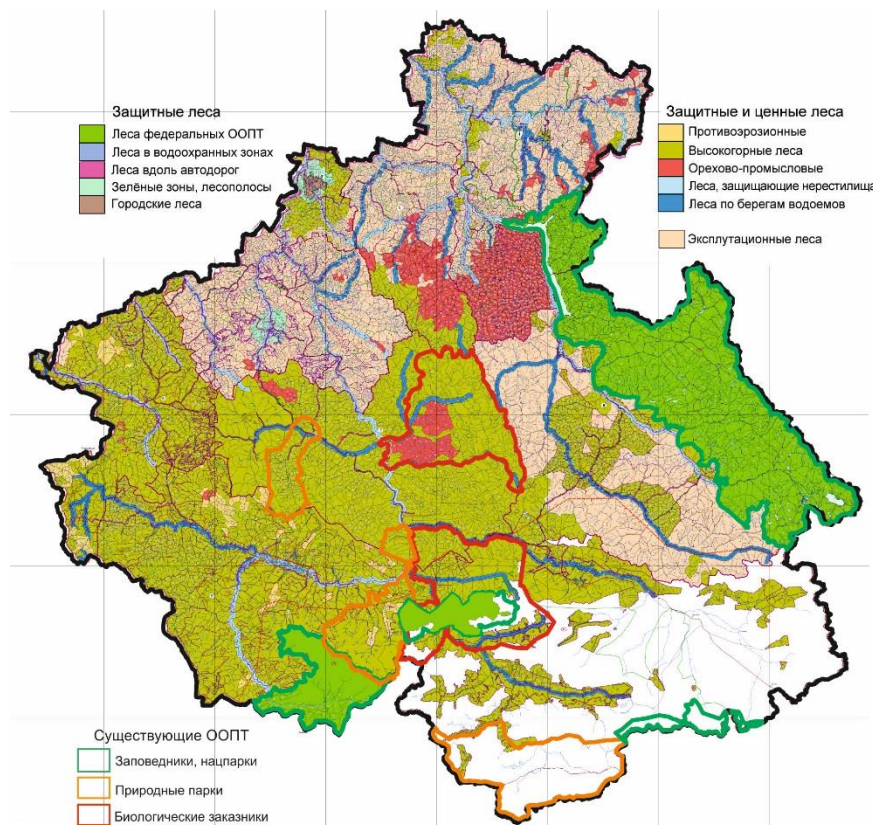 Защитные леса
Леса федеральных ООПТ
Леса в водоохранных зонах
Леса вдоль автодорог
Зелёные зоны, лесополосы
Городские леса
Защитные и ценные леса
Противоэрозионные
Высокогорные леса
Орехово-промысловые
Леса, защищающие нерестилища
Леса по берегам водоемов
Эксплутационные леса
Существующие ООПТ
Заповедники, нацпарки
Природные парки
Биологические заказники